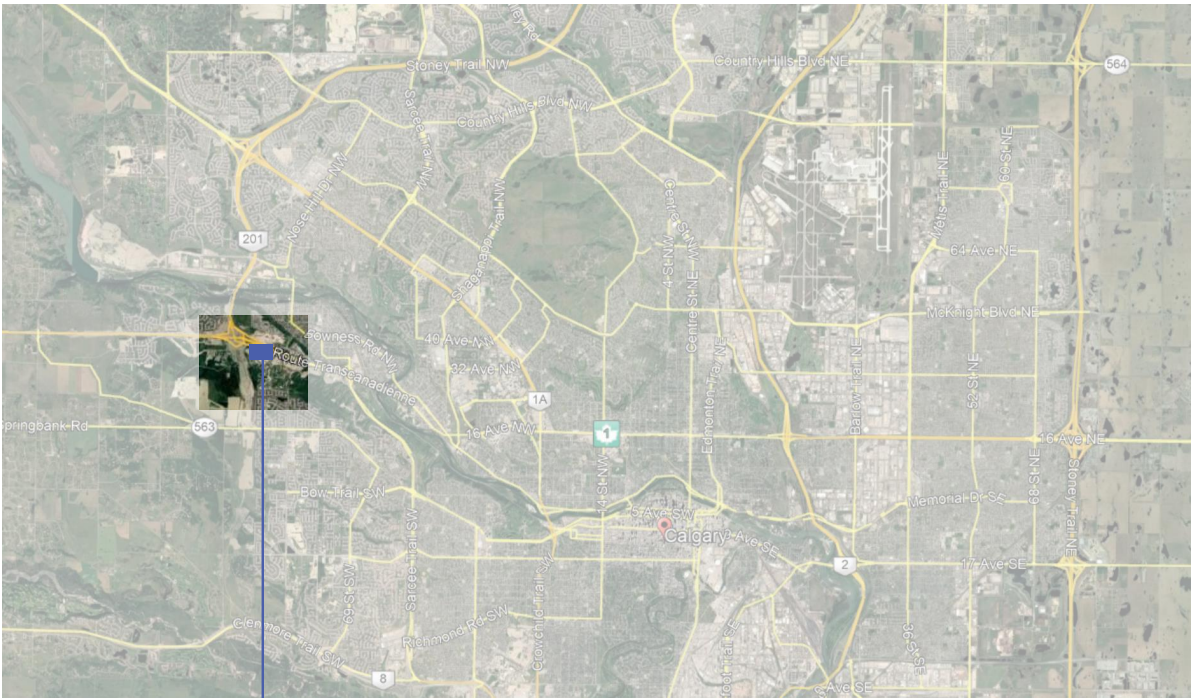 Stoney Trail NW
Country Hills Blvd NE
564
Country Hills Blvd NW
Sarcee Trail NW
Nose Hill Dr NW
Shaganappi Trail NW
Centre St NW
4 St NW
Centre St NE
Metis Trail NE
60 St NE
64 Ave NE
201
McKnight Blvd NE
Bowness Rd NW
40 Ave NW
32 Ave NW
Route Transcanadienne
Edmonton Trail NE
Barlow Trail NE
52 St NE
1A
Springbank Rd
563
16 Ave NW
1
16 Ave NE
14 St NW
68 St NE
Stoney Trail NE
Bow Trail SW
Memorial Dr SE
5 Ave SW
Calgary
9 Ave SE
2
17 Ave SE
69 St SW
Sarcee Trail SW
Crowchild Trail SW
Glenmore Trail SW
Richmond Rd SW
36 St SE
8
Ave SE